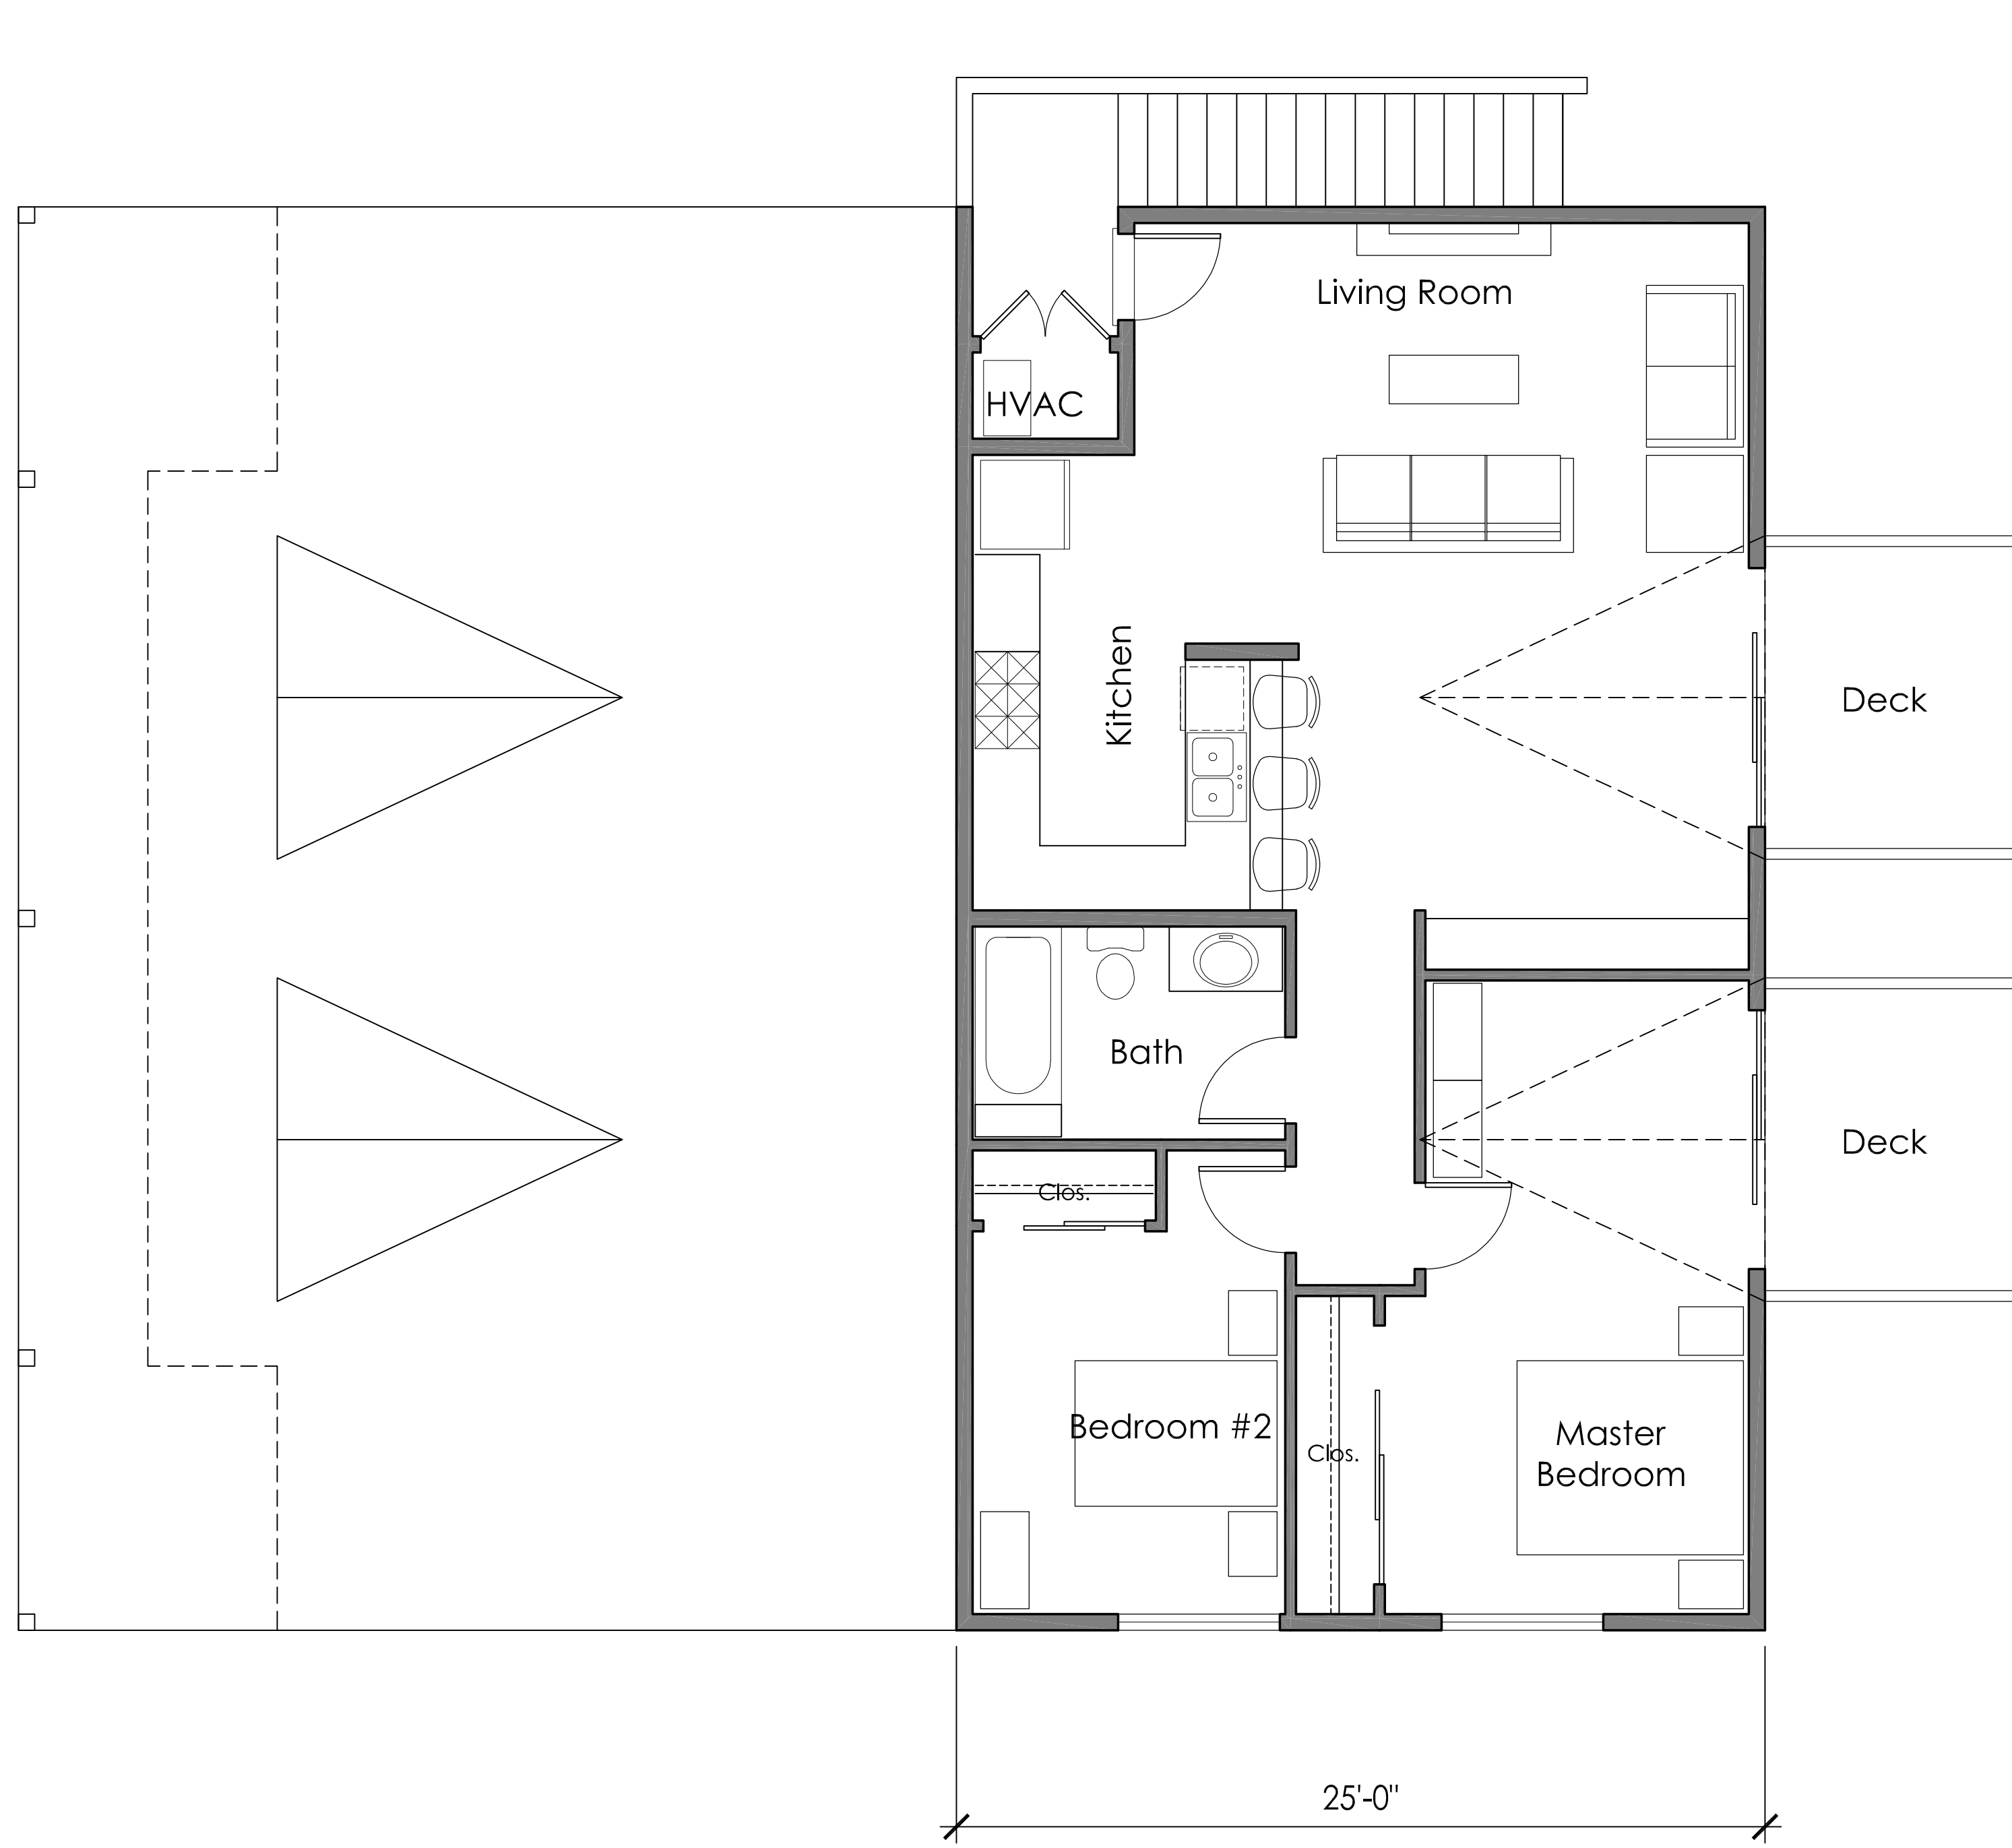 Living Room
HVAC
Kitchen
Deck
Bath
Deck
Clos.
Bedroom #2
Clos.
Master
Bedroom
25'-0"